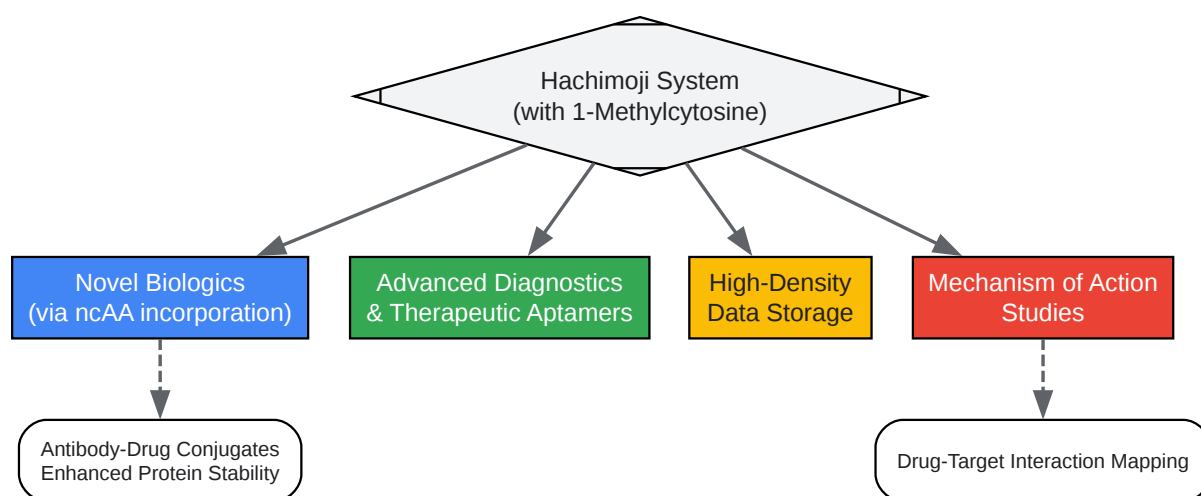 Hachimoji System
(with 1-Methylcytosine)
Novel Biologics
(via ncAA incorporation)
Advanced Diagnostics
& Therapeutic Aptamers
High-Density
Data Storage
Mechanism of Action
Studies
Antibody-Drug Conjugates
Enhanced Protein Stability
Drug-Target Interaction Mapping